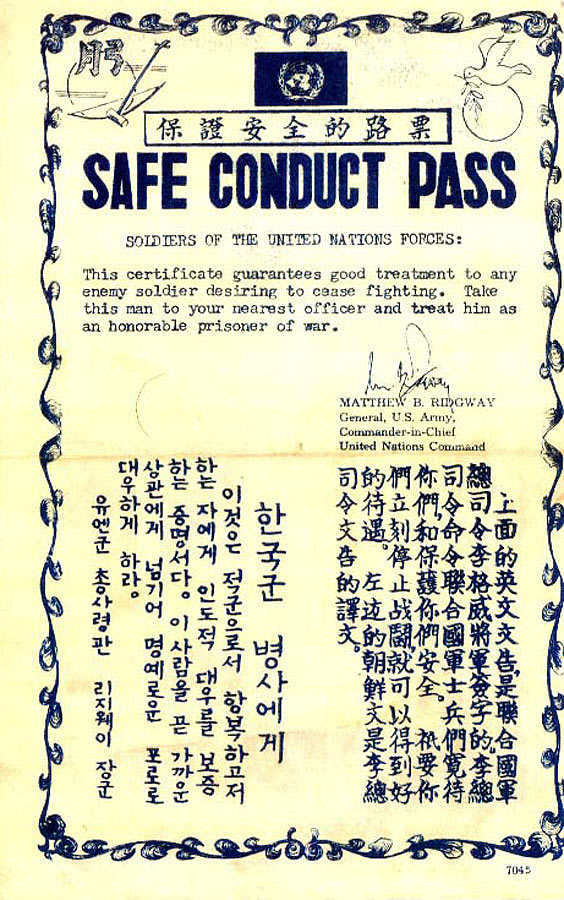 保證安全的路票
SAFE CONDUCT PASS
SOLDIERS OF THE UNITED NATIONS FORCES:
This certificate guarantees good treatment to any
enemy soldier desiring to cease fighting. Take
this man to your nearest officer and treat him as
an honorable prisoner of war.
MATTHEW B. RIDGWAY
General, U.S. Army,
Commander-in-Chief
United Nations Command
上面的英文文告,是聯合國軍
總司令李格威將軍簽字的。李總
司令命令聯合國軍士兵們寬待
你們,和保護你們安全。祇要你
們立刻停止战鬪,就可以得到好
的待遇。左边的朝鮮文是李總
司令文告的譯文。
한국군 병사에게
이것은 적군으로서 항복하고저
하는 자에게 인도적 대우를 보증
하는 증명서다. 이 사람을 곧 가까운
상관에게 넘기어 명예로운 포로로
대우하게 하라.
유엔군 총사령관 리지웨이 장군
7045